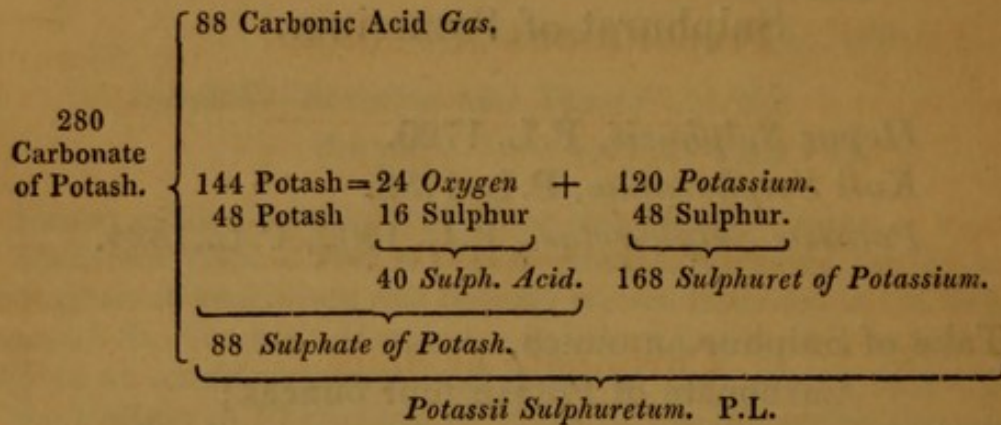 88 Carbonic Acid Gas.
280
Carbonate
of Potash.
144 Potash = 24 Oxygen + 120 Potassium.
48 Potash 16 Sulphur 48 Sulphur.
40 Sulph. Acid. 168 Sulphuret of Potassium.
88 Sulphate of Potash.
Potassii Sulphuretum. P.L.